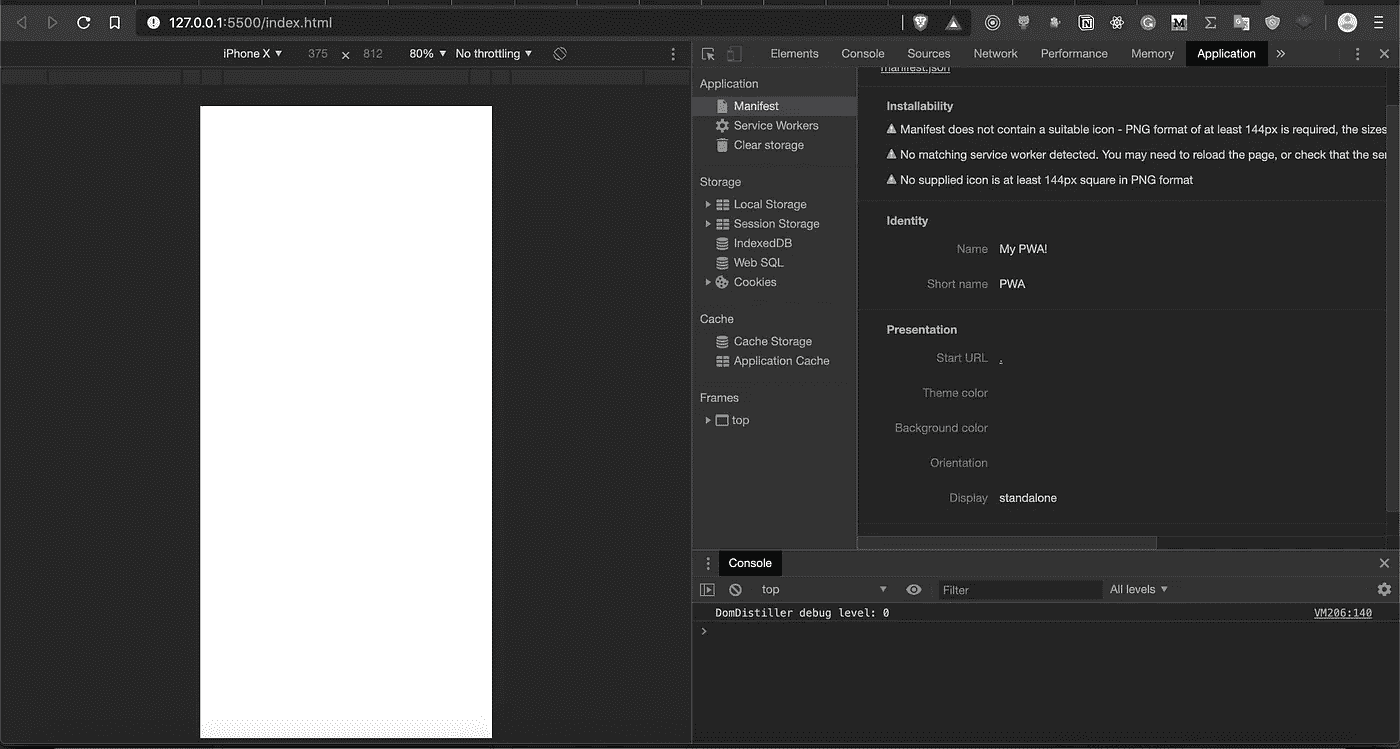 127.0.0.1:5500/index.html
iPhone X ▼ 375 × 812 80% ▼ No throttling ▼
Elements Console Sources Network Performance Memory Application »
Application
Manifest
Service Workers
Clear storage
Storage
Local Storage
Session Storage
IndexedDB
Web SQL
Cookies
Cache
Cache Storage
Application Cache
Frames
top
manifest.json
Installability
Manifest does not contain a suitable icon - PNG format of at least 144px is required, the sizes
No matching service worker detected. You may need to reload the page, or check that the se
No supplied icon is at least 144px square in PNG format
Identity
Name My PWA!
Short name PWA
Presentation
Start URL .
Theme color
Background color
Orientation
Display standalone
Console
top ▼ Filter All levels ▼
DomDistiller debug level: 0 VM206:140
>